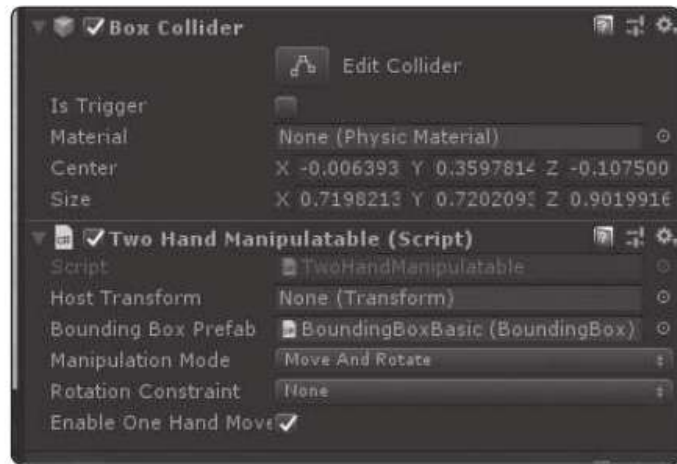 Box Collider
Edit Collider
Is Trigger
Material None (Physic Material)
Center X -0.006393 Y 0.3597814 Z -0.107500
Size X 0.7198213 Y 0.7202093 Z 0.9019916
Two Hand Manipulatable (Script)
Script TwoHandManipulatable
Host Transform None (Transform)
Bounding Box Prefab BoundingBoxBasic (BoundingBox)
Manipulation Mode Move And Rotate
Rotation Constraint None
Enable One Hand Move